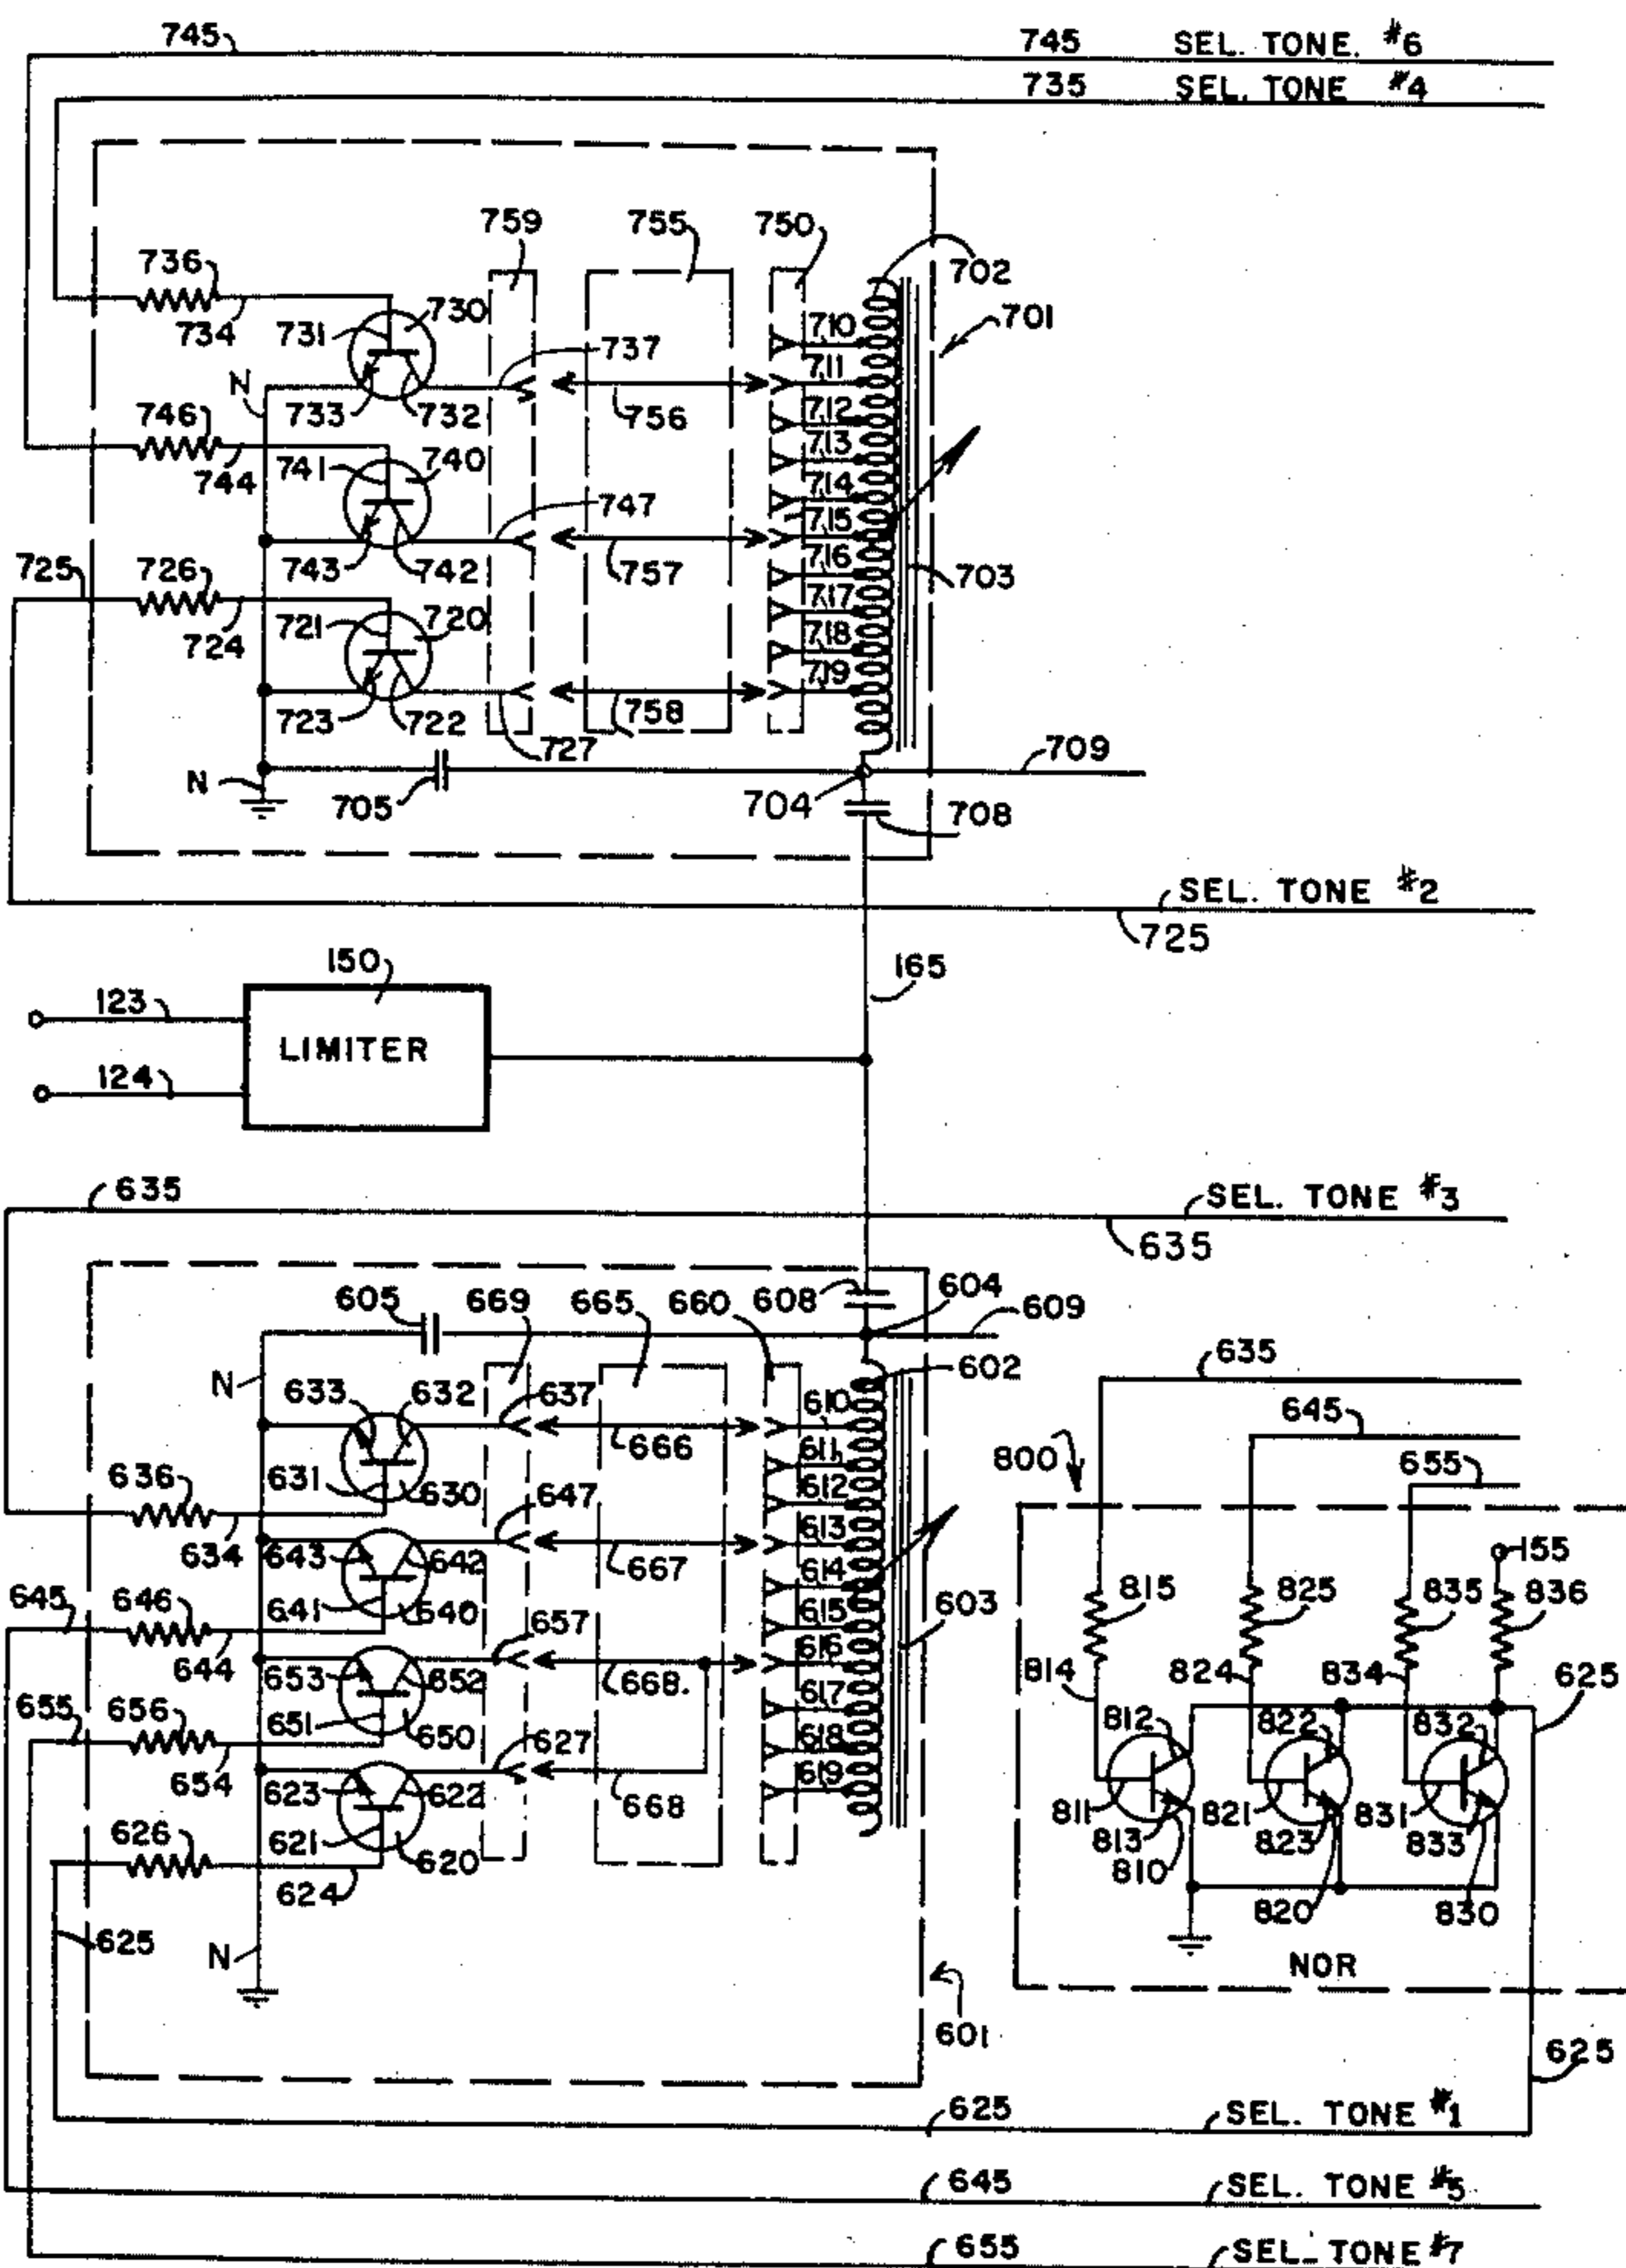 745 745 SEL. TONE. #6
735 SEL. TONE #4
759 755 750
736 702
734 731 730 710 701
737 711
N 733 732 756 712
746 713
744 741 740 714
747 715
743 742 757 716 703
725 726 717
724 721 720 718
719
723 722 758
727 709
N 705 704 708
SEL. TONE #2
725
150 165
123
LIMITER
124
635 SEL. TONE #3
635
605 669 665 660 608 604 609
602 635
N 633 632 637 610
666 645
631 630 611 800 655
636 647 612
634 643 642 667 613 155
614 815 825 835 836
645 646 641 640 657 615 603
644 616 814 824 834 625
653 652 668.
655 656 651 650 617 812 822 832
654 627 618
623 622 668 619 811 821 831
626 621 620 813 823 833
624 810 820 830
625
N NOR
601
625
625 SEL. TONE #1
645 SEL. TONE #5
655 SEL. TONE #7